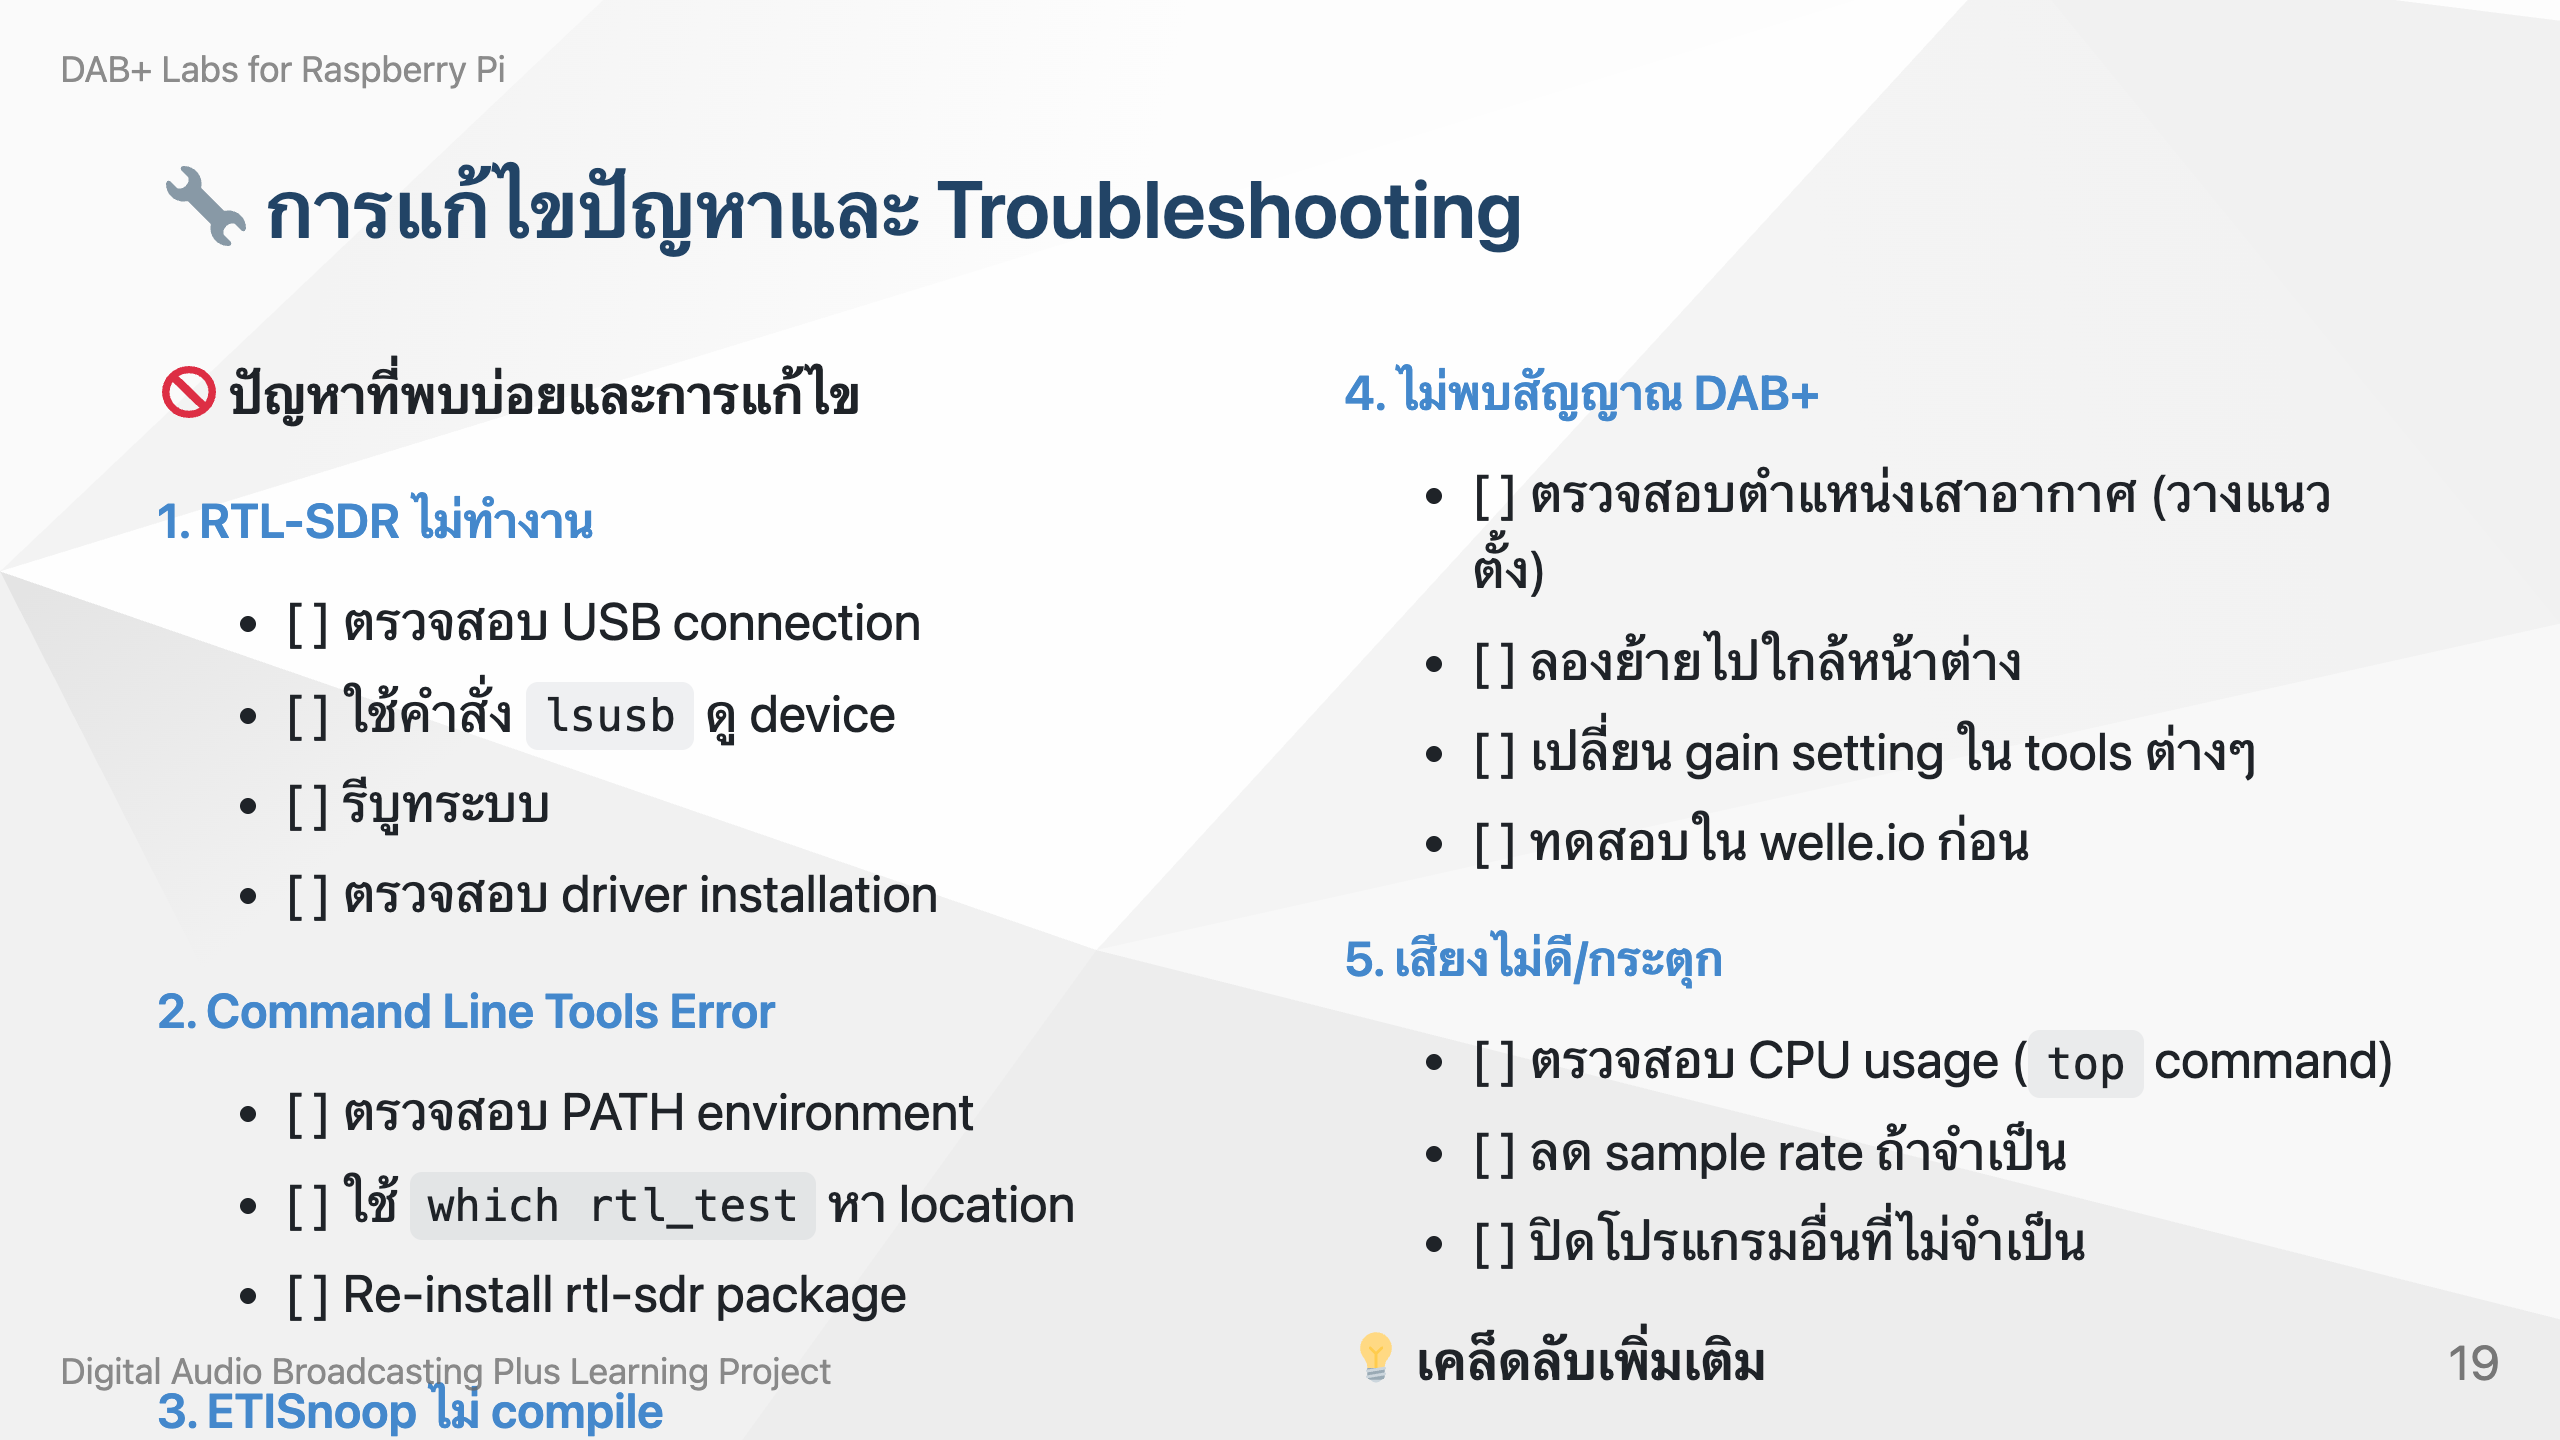 DAB+ Labs for Raspberry Pi
🔧 การแก้ไขปัญหาและ Troubleshooting
🚫 ปัญหาที่พบบ่อยและการแก้ไข
1. RTL-SDR ไม่ทำงาน
• [ ] ตรวจสอบ USB connection
• [ ] ใช้คำสั่ง lsusb ดู device
• [ ] รีบูทระบบ
• [ ] ตรวจสอบ driver installation
2. Command Line Tools Error
• [ ] ตรวจสอบ PATH environment
• [ ] ใช้ which rtl_test หา location
• [ ] Re-install rtl-sdr package
3. ETISnoop ไม่ compile
4. ไม่พบสัญญาณ DAB+
• [ ] ตรวจสอบตำแหน่งเสาอากาศ (วางแนว
ตั้ง)
• [ ] ลองย้ายไปใกล้หน้าต่าง
• [ ] เปลี่ยน gain setting ใน tools ต่างๆ
• [ ] ทดสอบใน welle.io ก่อน
5. เสียงไม่ดี/กระตุก
• [ ] ตรวจสอบ CPU usage ( top command)
• [ ] ลด sample rate ถ้าจำเป็น
• [ ] ปิดโปรแกรมอื่นที่ไม่จำเป็น
💡 เคล็ดลับเพิ่มเติม
Digital Audio Broadcasting Plus Learning Project
19